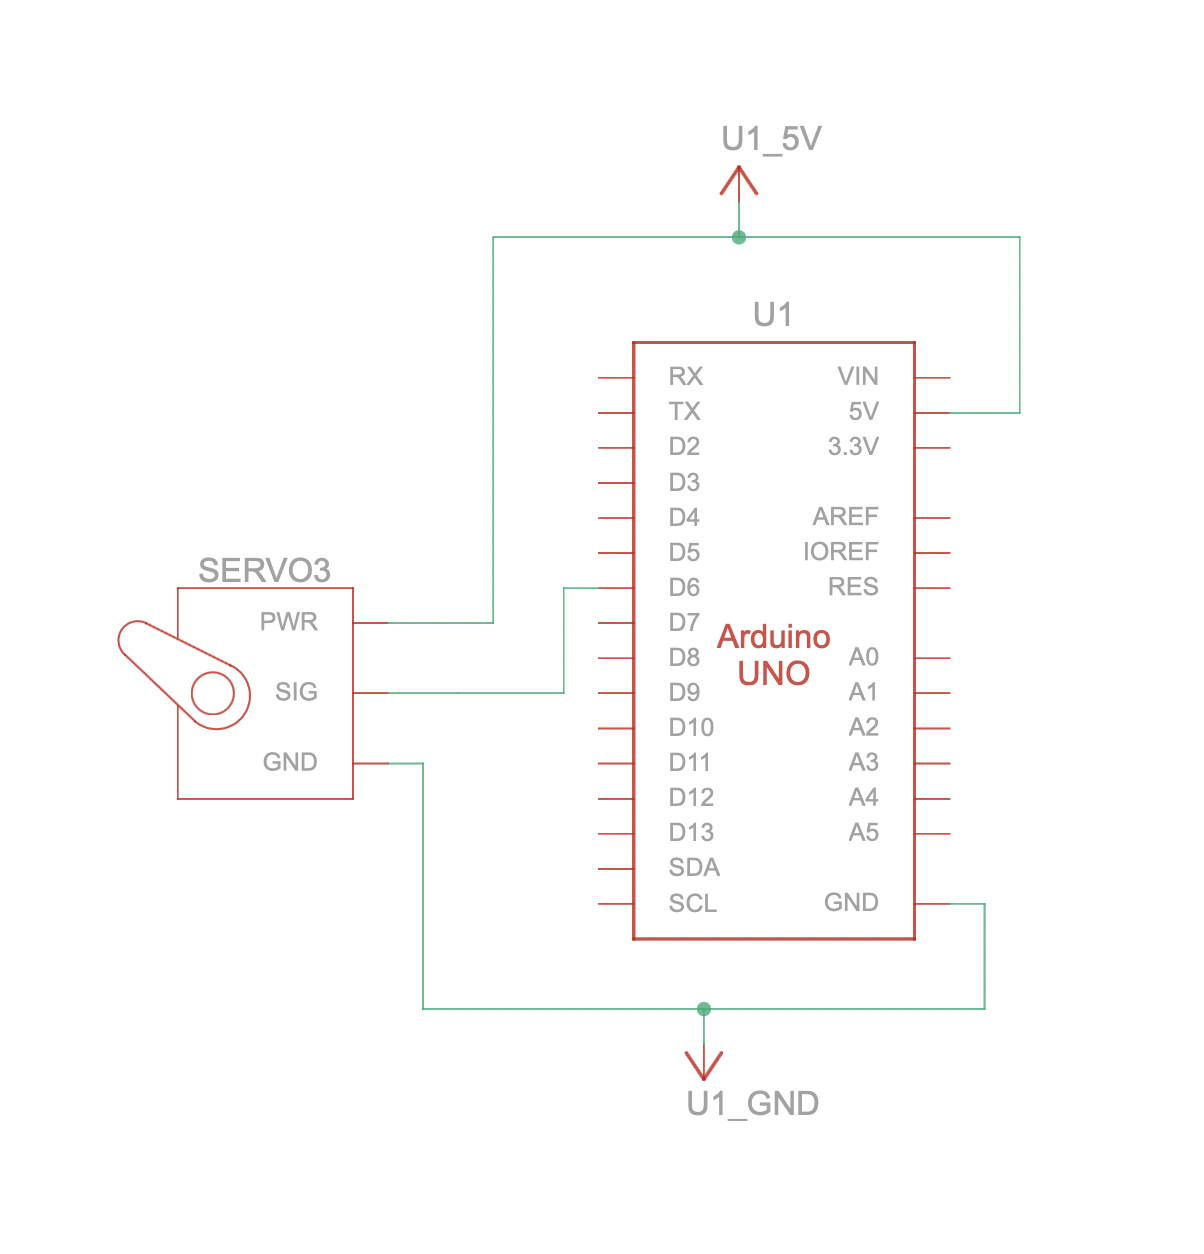 U1_5V
U1
RX
VIN
TX
5V
D2
3.3V
D3
D4
AREF
D5
IOREF
SERVO3
D6
RES
PWR
D7
Arduino
UNO
D8
A0
SIG
D9
A1
D10
A2
GND
D11
A3
D12
A4
D13
A5
SDA
SCL
GND
U1_GND